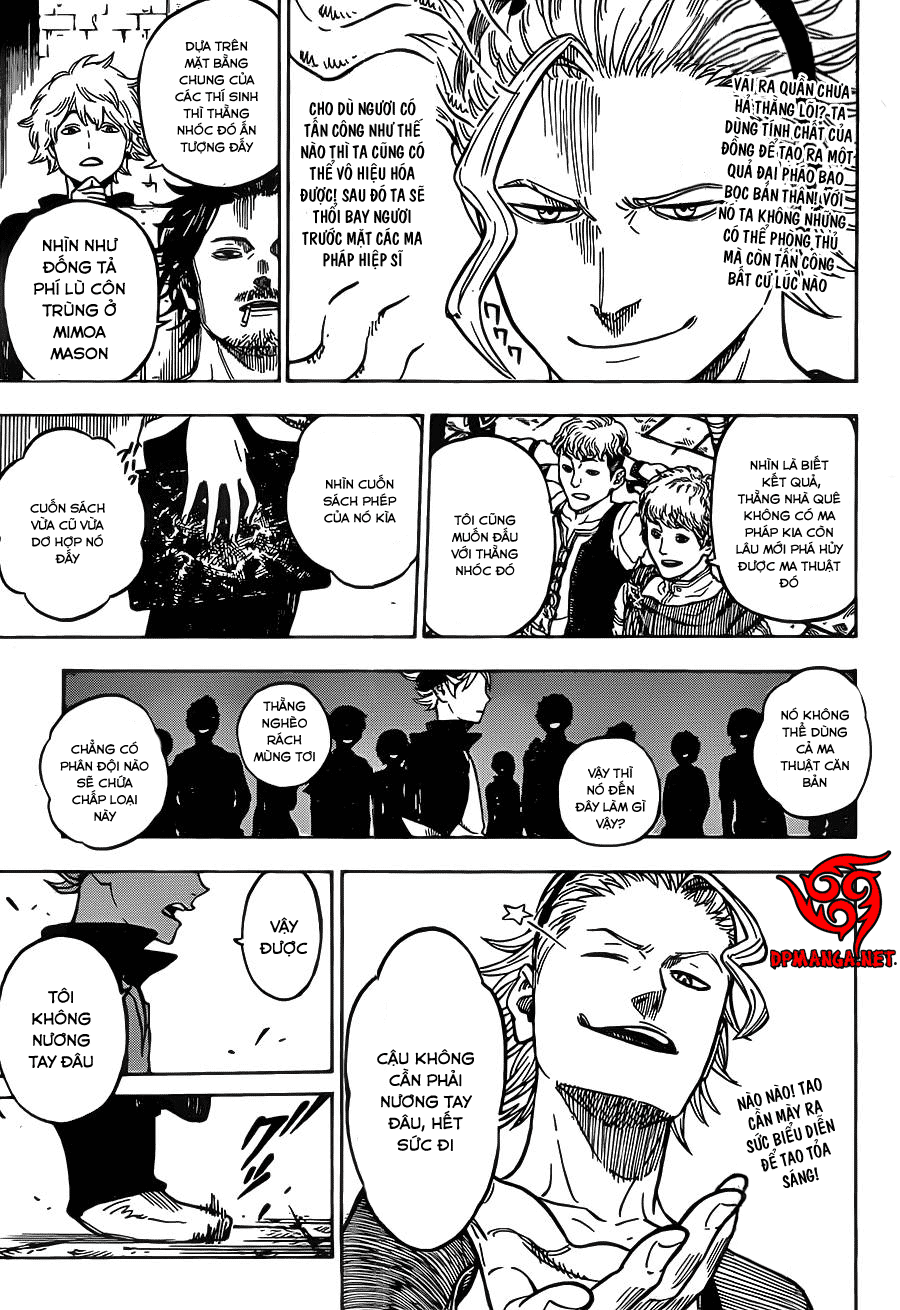 VÃI RA QUẦN CHƯA
HẢ THẰNG LỎI? TA
DÙNG TÍNH CHẤT CỦA
ĐỒNG ĐỂ TẠO RA MỘT
QUẢ ĐẠI PHÁO BAO
BỌC BẢN THÂN! VỚI
NÓ TA KHÔNG NHỮNG
CÓ THỂ PHÒNG THỦ
MÀ CÒN TẤN CÔNG
BẤT CỨ LÚC NÀO
CHO DÙ NGƯƠI CÓ
TẤN CÔNG NHƯ THẾ
NÀO THÌ TA CŨNG CÓ
THỂ VÔ HIỆU HÓA
ĐƯỢC! SAU ĐÓ TA SẼ
THỔI BAY NGƯƠI
TRƯỚC MẶT CÁC MA
PHÁP HIỆP SĨ
ククク
DỰA TRÊN
MẶT BẰNG
CHUNG CỦA
CÁC THÍ SINH
THÌ THẰNG
NHÓC ĐÓ ẤN
TƯỢNG ĐẤY
NHÌN NHƯ
ĐỐNG TẢ
PHÍ LÙ CÔN
TRÙNG Ở
MIMOA
MASON
NHÌN LÀ BIẾT
KẾT QUẢ,
THẰNG NHÀ QUÊ
KHÔNG CÓ MA
PHÁP KIA CÒN
LÂU MỚI PHÁ HỦY
ĐƯỢC MA THUẬT
ĐÓ
TÔI CŨNG
MUỐN ĐẤU
VỚI THẰNG
NHÓC ĐÓ
NHÌN CUỐN
SÁCH PHÉP
CỦA NÓ KÌA
CUỐN SÁCH
VỪA CŨ VỪA
DƠ HỢP NÓ
ĐẤY
NÓ KHÔNG
THỂ DÙNG
CẢ MA
THUẬT CĂN
BẢN
VẬY THÌ
NÓ ĐẾN
ĐÂY LÀM GÌ
VẬY?
THẰNG
NGHÈO
RÁCH
MÙNG TƠI
CHẲNG CÓ
PHÂN ĐỘI NÀO
SẼ CHỨA
CHẤP LOẠI
NÀY
CẬU KHÔNG
CẦN PHẢI
NƯƠNG TAY
ĐÂU, HẾT
SỨC ĐI
NÀO NÀO! TAO
CẦN MÀY RA
SỨC BIỂU DIỄN
ĐỂ TAO TỎA
SÁNG!
VẬY
ĐƯỢC
TÔI
KHÔNG
NƯƠNG
TAY ĐÂU
DPMANGA.NET